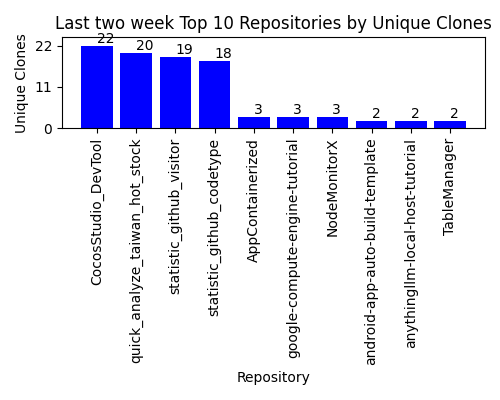 Last two week Top 10 Repositories by Unique Clones
Unique Clones
22
11
0
22
20
19
18
3
3
3
2
2
2
CocosStudio_DevTool
quick_analyze_taiwan_hot_stock
statistic_github_visitor
statistic_github_codetype
AppContainerized
google-compute-engine-tutorial
NodeMonitorX
android-app-auto-build-template
anythingllm-local-host-tutorial
TableManager
Repository